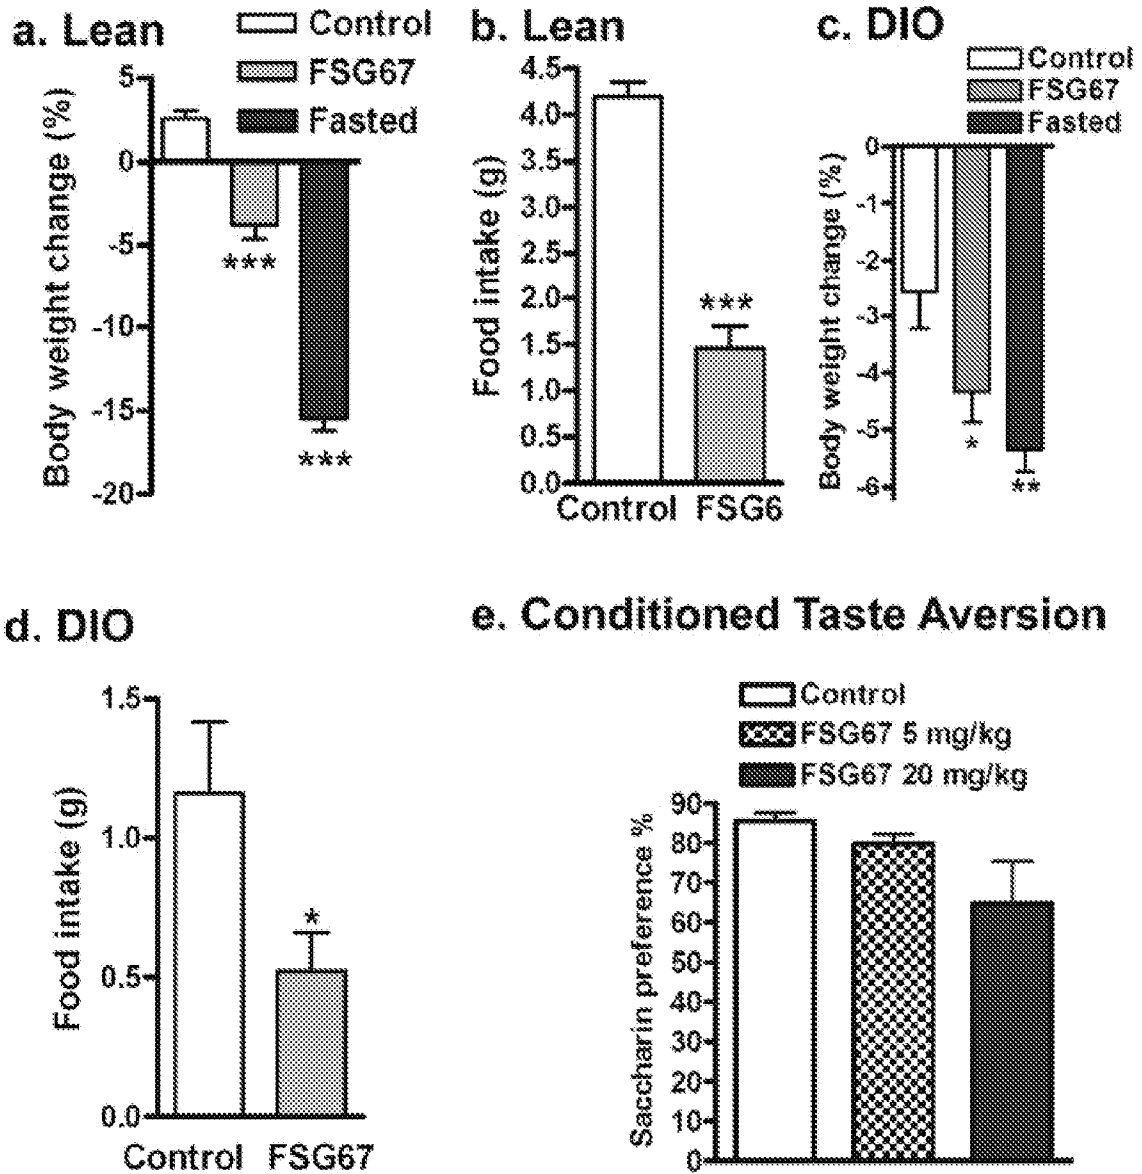 a. Lean
Control
FSG67
Fasted
Body weight change (%)
5
0
-5
-10
-15
-20
***
***
b. Lean
Food intake (g)
4.5
4.0
3.5
3.0
2.5
2.0
1.5
1.0
0.5
0.0
***
Control FSG6
c. DIO
Control
FSG67
Fasted
Body weight change (%)
0
-1
-2
-3
-4
-5
-6
*
**
d. DIO
Food intake (g)
1.5
1.0
0.5
0.0
*
Control FSG67
e. Conditioned Taste Aversion
Control
FSG67 5 mg/kg
FSG67 20 mg/kg
Saccharin preference %
90
80
70
60
50
40
30
20
10
0